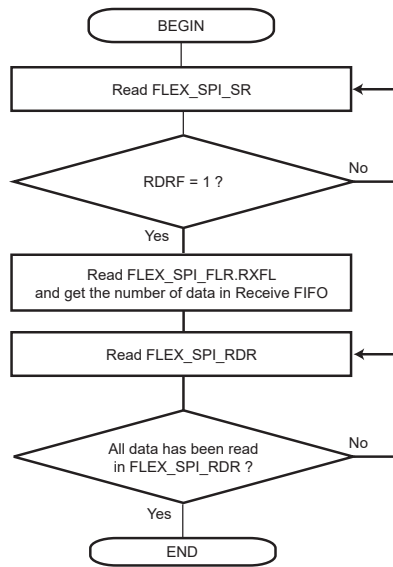 BEGIN
Read FLEX_SPI_SR
RDRF = 1 ?
No
Yes
Read FLEX_SPI_FLR.RXFL
and get the number of data in Receive FIFO
Read FLEX_SPI_RDR
All data has been read
in FLEX_SPI_RDR ?
No
Yes
END